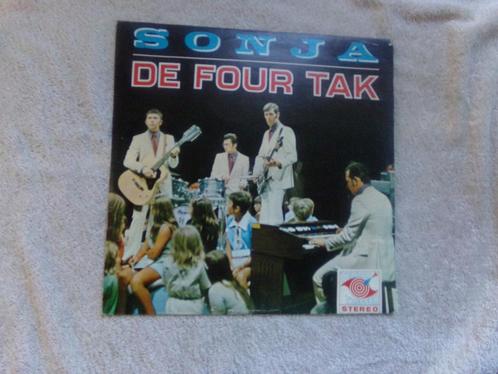 SONJA
DE FOUR TAK
STEREO